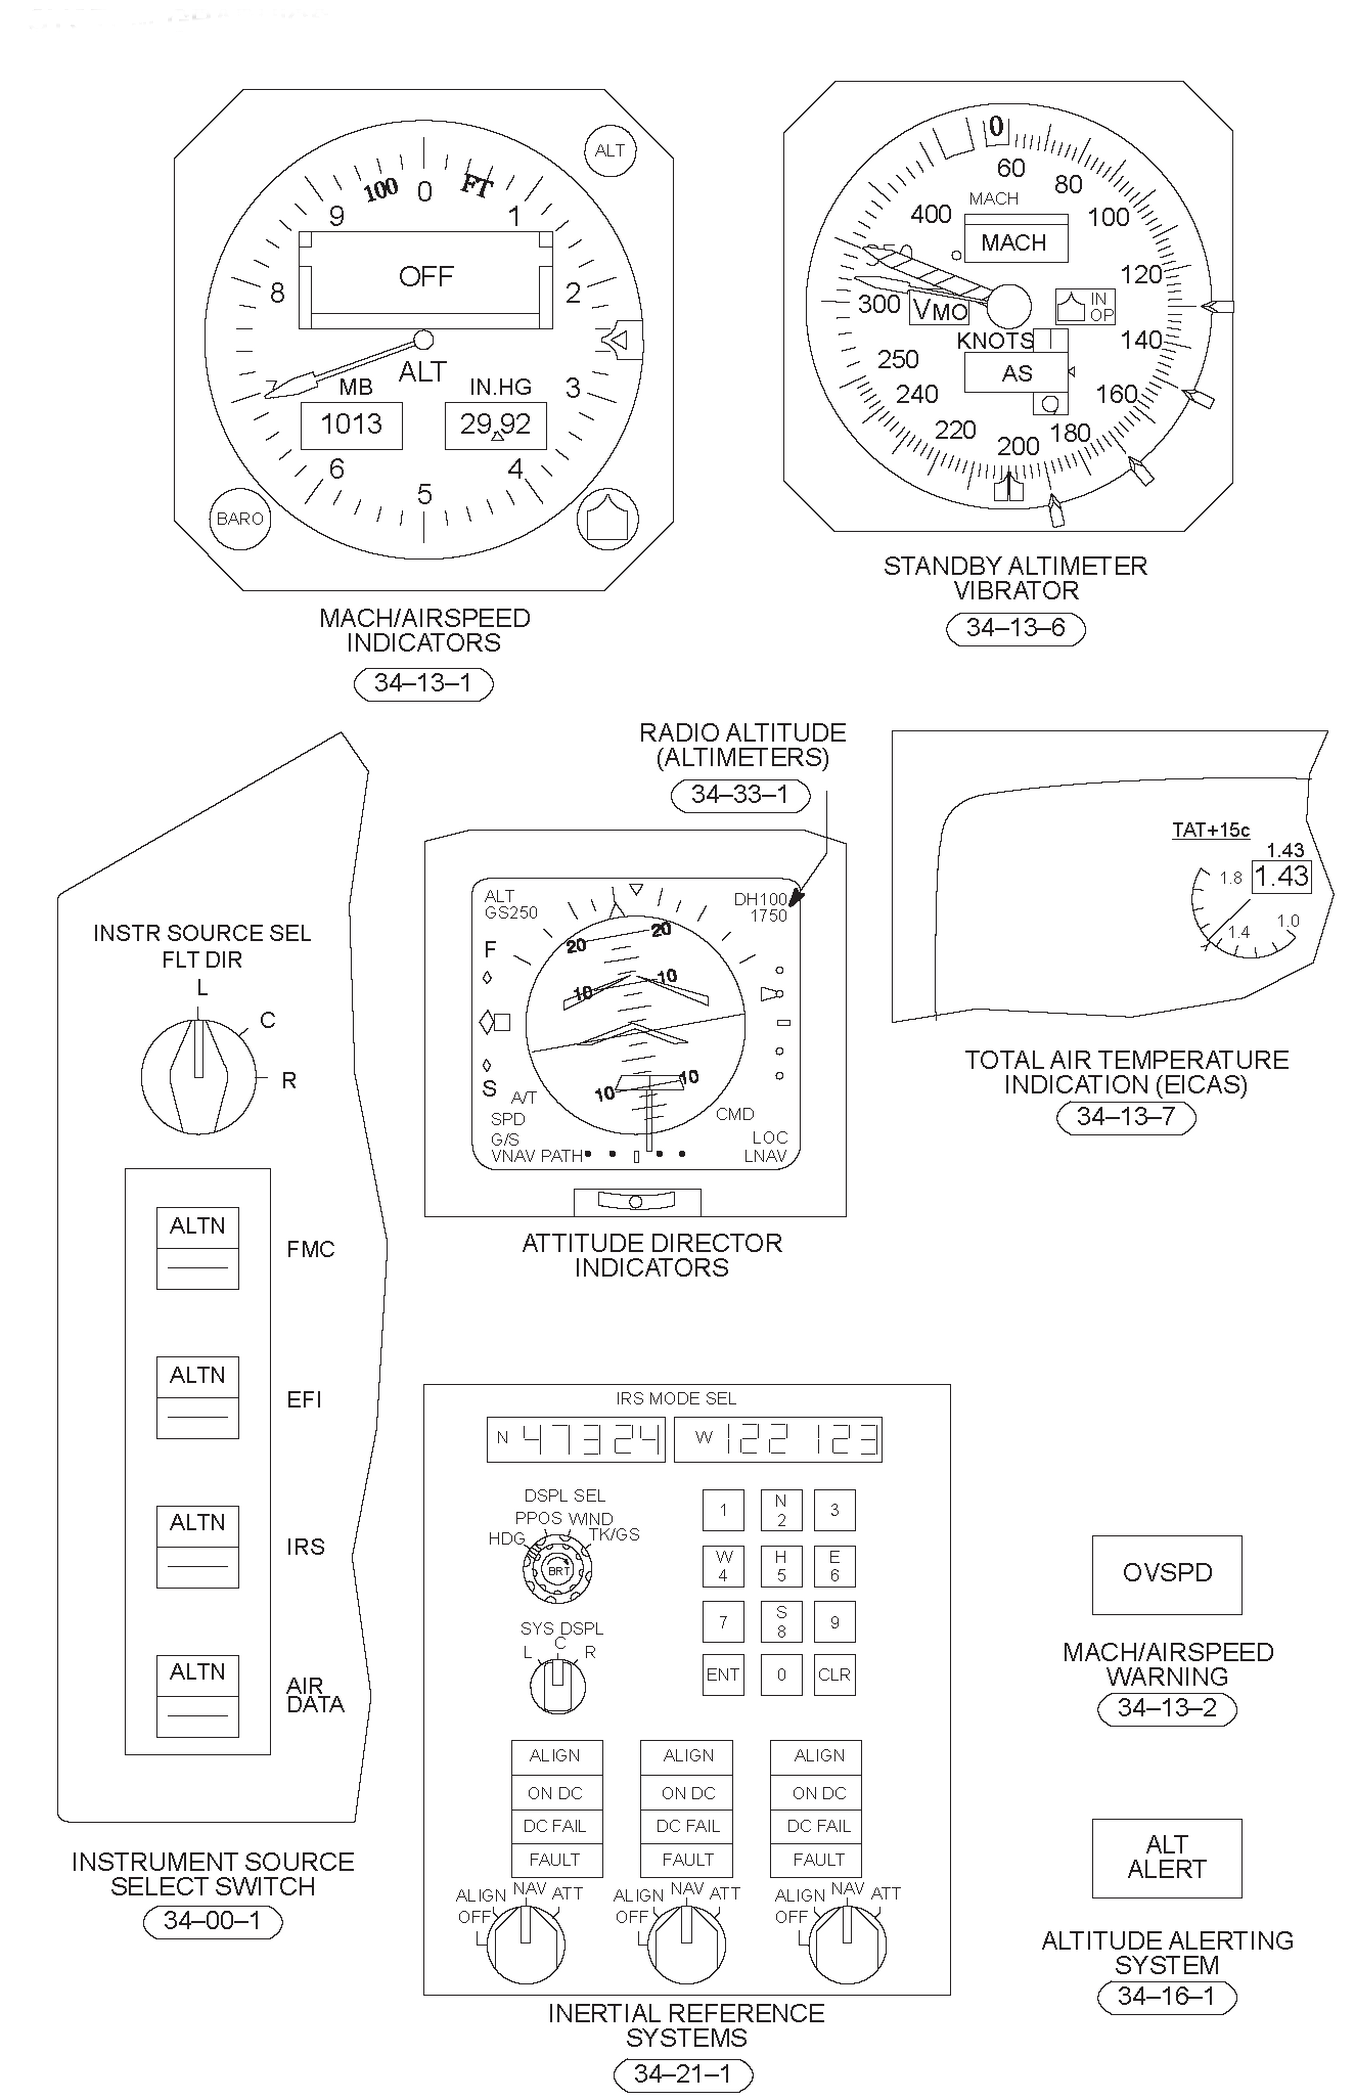 ALT
100
0
FT
9
1
OFF
8
2
ALT
7
MB
IN.HG
3
1013
29.92
6
4
5
BARO
MACH/AIRSPEED
INDICATORS
34–13–1
0
60
80
MACH
400
100
MACH
350
120
300
VMO
IN
OP
KNOTS
140
250
AS
240
160
220
180
200
STANDBY ALTIMETER
VIBRATOR
34–13–6
INSTR SOURCE SEL
FLT DIR
L
C
R
ALTN
FMC
ALTN
EFI
ALTN
IRS
ALTN
AIR
DATA
INSTRUMENT SOURCE
SELECT SWITCH
34–00–1
RADIO ALTITUDE
(ALTIMETERS)
34–33–1
ALT
GS250
DH100
1750
20
20
F
10
10
S
10
10
A/T
SPD
CMD
G/S
LOC
VNAV PATH
LNAV
ATTITUDE DIRECTOR
INDICATORS
TAT+15c
1.43
1.8
1.43
1.4
1.0
TOTAL AIR TEMPERATURE
INDICATION (EICAS)
34–13–7
IRS MODE SEL
N 47324
W 122 123
DSPL SEL
PPOS WIND
HDG
TK/GS
BRT
SYS DSPL
L
C
R
1
N
2
3
W
4
H
5
E
6
7
S
8
9
ENT
0
CLR
ALIGN
ALIGN
ALIGN
ON DC
ON DC
ON DC
DC FAIL
DC FAIL
DC FAIL
FAULT
FAULT
FAULT
ALIGN NAV ATT
OFF
ALIGN NAV ATT
OFF
ALIGN NAV ATT
OFF
INERTIAL REFERENCE
SYSTEMS
34–21–1
OVSPD
MACH/AIRSPEED
WARNING
34–13–2
ALT
ALERT
ALTITUDE ALERTING
SYSTEM
34–16–1